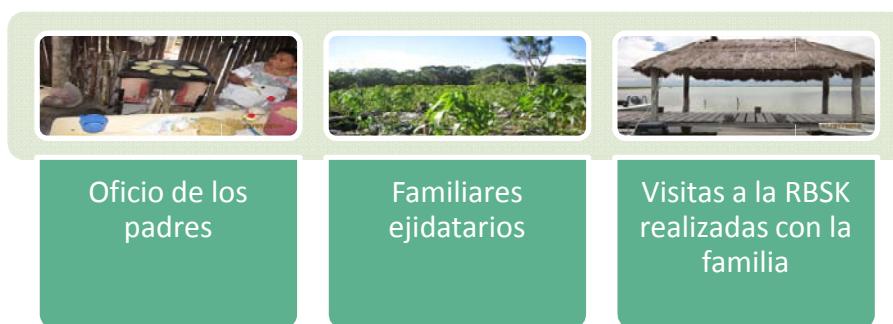 Oficio de los
padres
Familiares
ejidatarios
Visitas a la RBSK
realizadas con la
familia